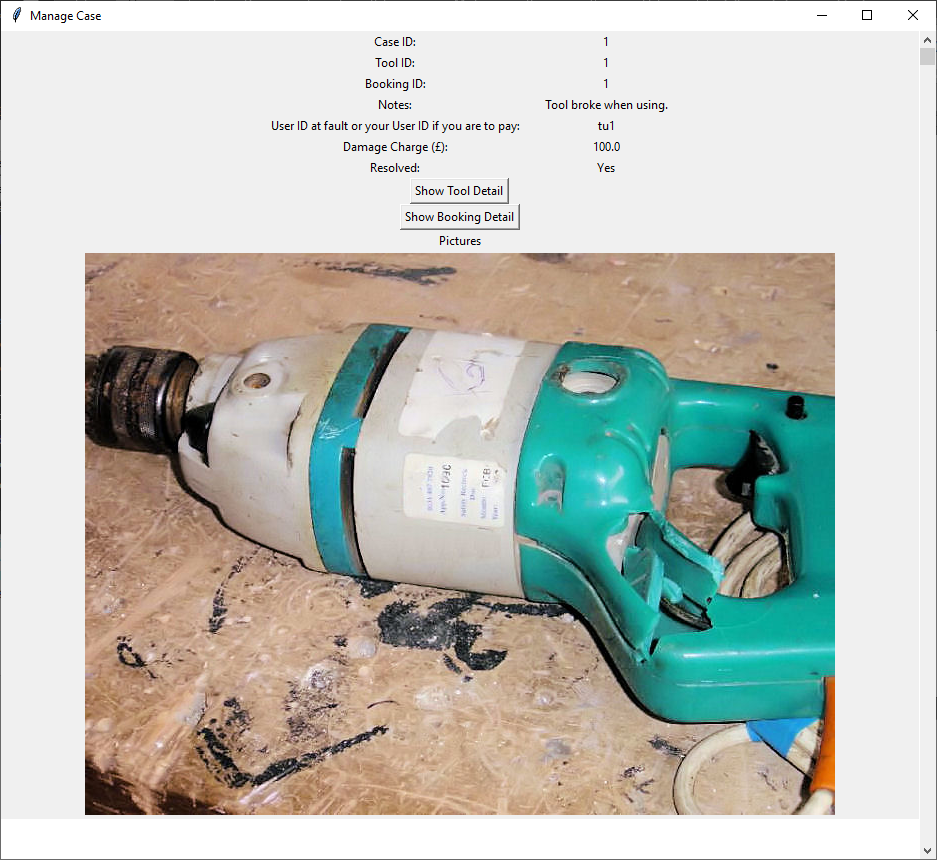 Manage Case
Case ID: 1
Tool ID: 1
Booking ID: 1
Notes: Tool broke when using.
User ID at fault or your User ID if you are to pay: tu1
Damage Charge (£): 100.0
Resolved: Yes
Show Tool Detail
Show Booking Detail
Pictures